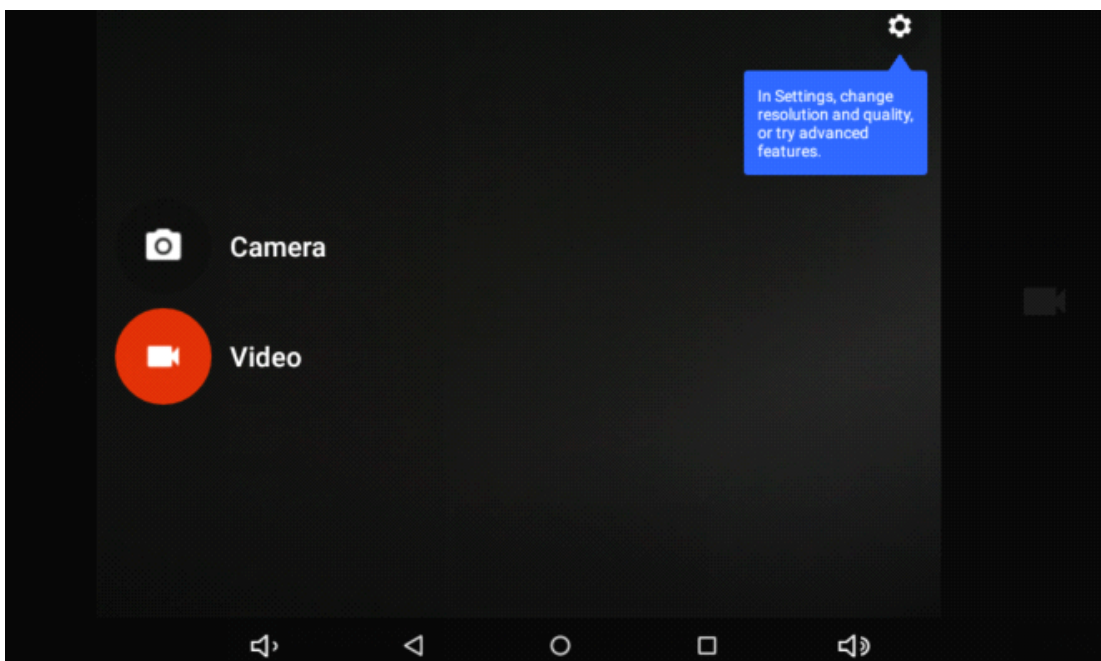 In Settings, change
resolution and quality,
or try advanced
features.
Camera
Video